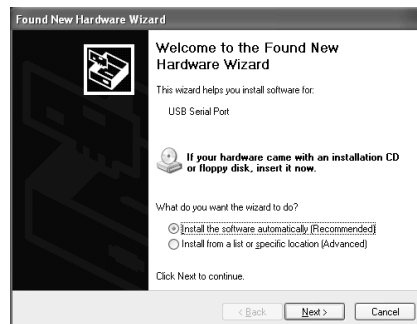 Found New Hardware Wizard
Welcome to the Found New
Hardware Wizard
This wizard helps you install software for:
USB Serial Port
If your hardware came with an installation CD
or floppy disk, insert it now.
What do you want the wizard to do?
Install the software automatically (Recommended)
Install from a list or specific location (Advanced)
Click Next to continue.
< Back Next > Cancel